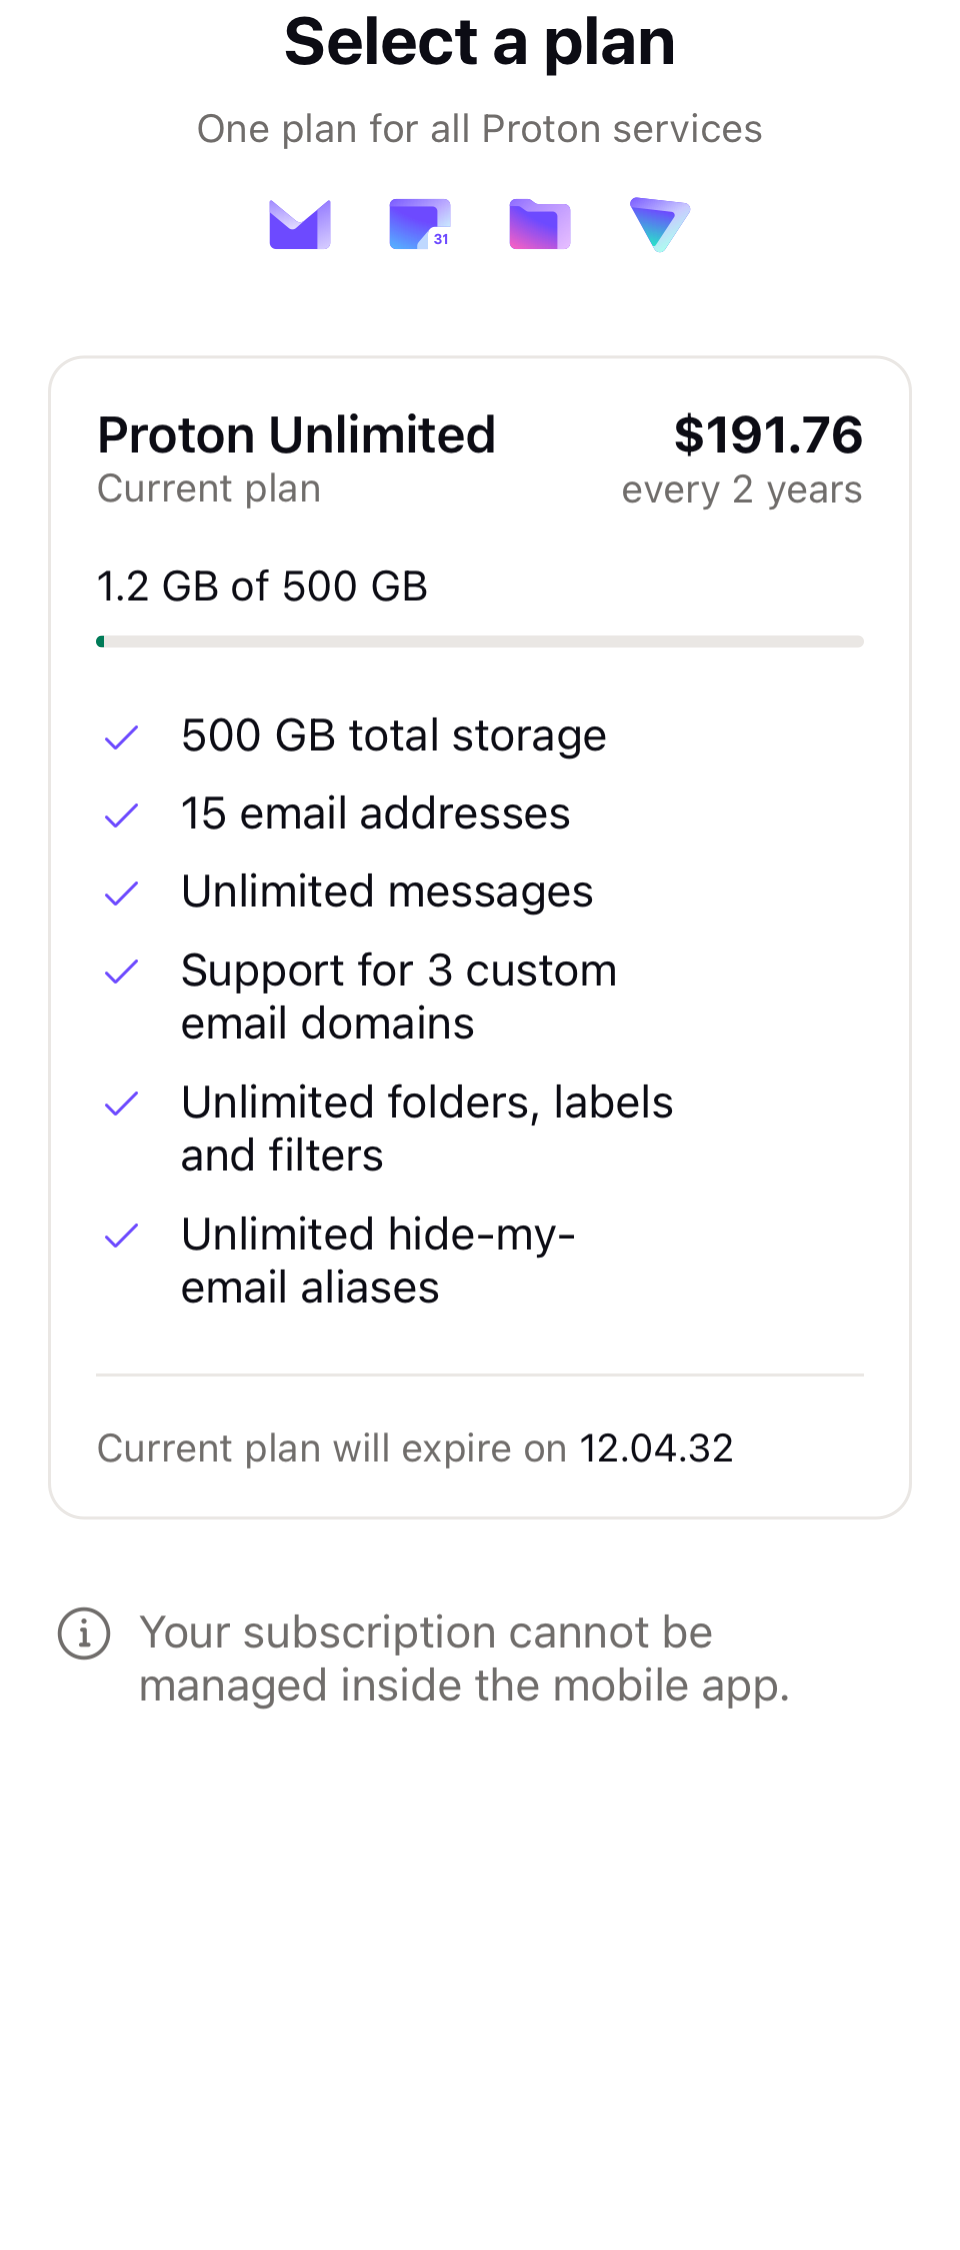 Select a plan
One plan for all Proton services
31
Proton Unlimited
$191.76
Current plan
every 2 years
1.2 GB of 500 GB
500 GB total storage
15 email addresses
Unlimited messages
Support for 3 custom
email domains
Unlimited folders, labels
and filters
Unlimited hide-my-
email aliases
Current plan will expire on 12.04.32
Your subscription cannot be
managed inside the mobile app.